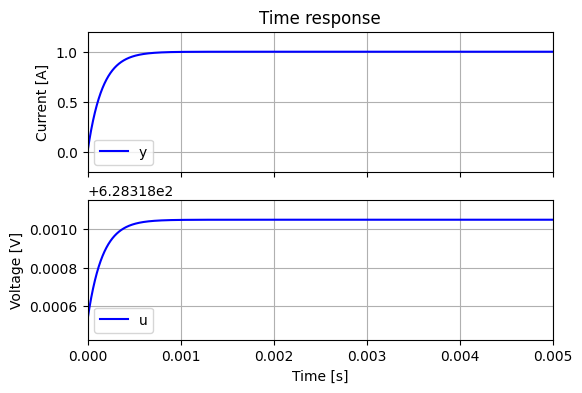 Time response
1.0
0.5
0.0
Current [A]
y
+6.28318e2
0.0010
0.0008
0.0006
Voltage [V]
u
0.000 0.001 0.002 0.003 0.004 0.005
Time [s]